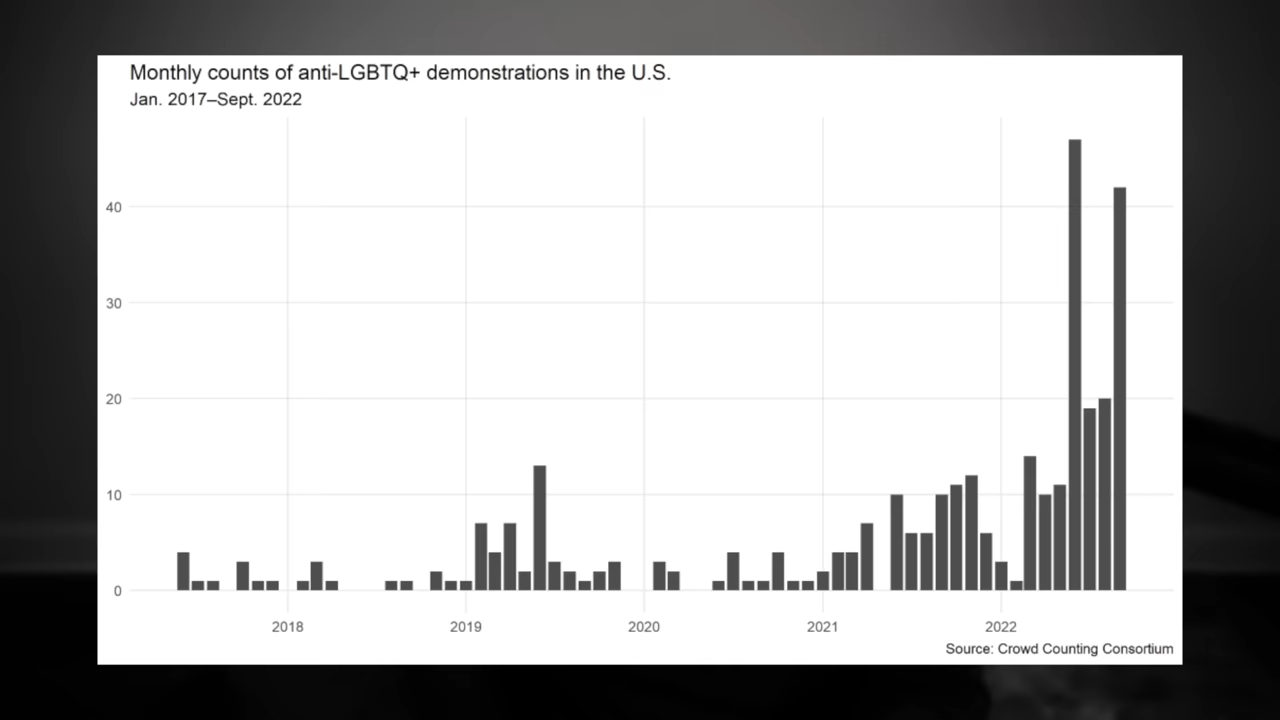 Monthly counts of anti-LGBTQ+ demonstrations in the U.S.
Jan. 2017–Sept. 2022
40
30
20
10
0
2018 2019 2020 2021 2022
Source: Crowd Counting Consortium